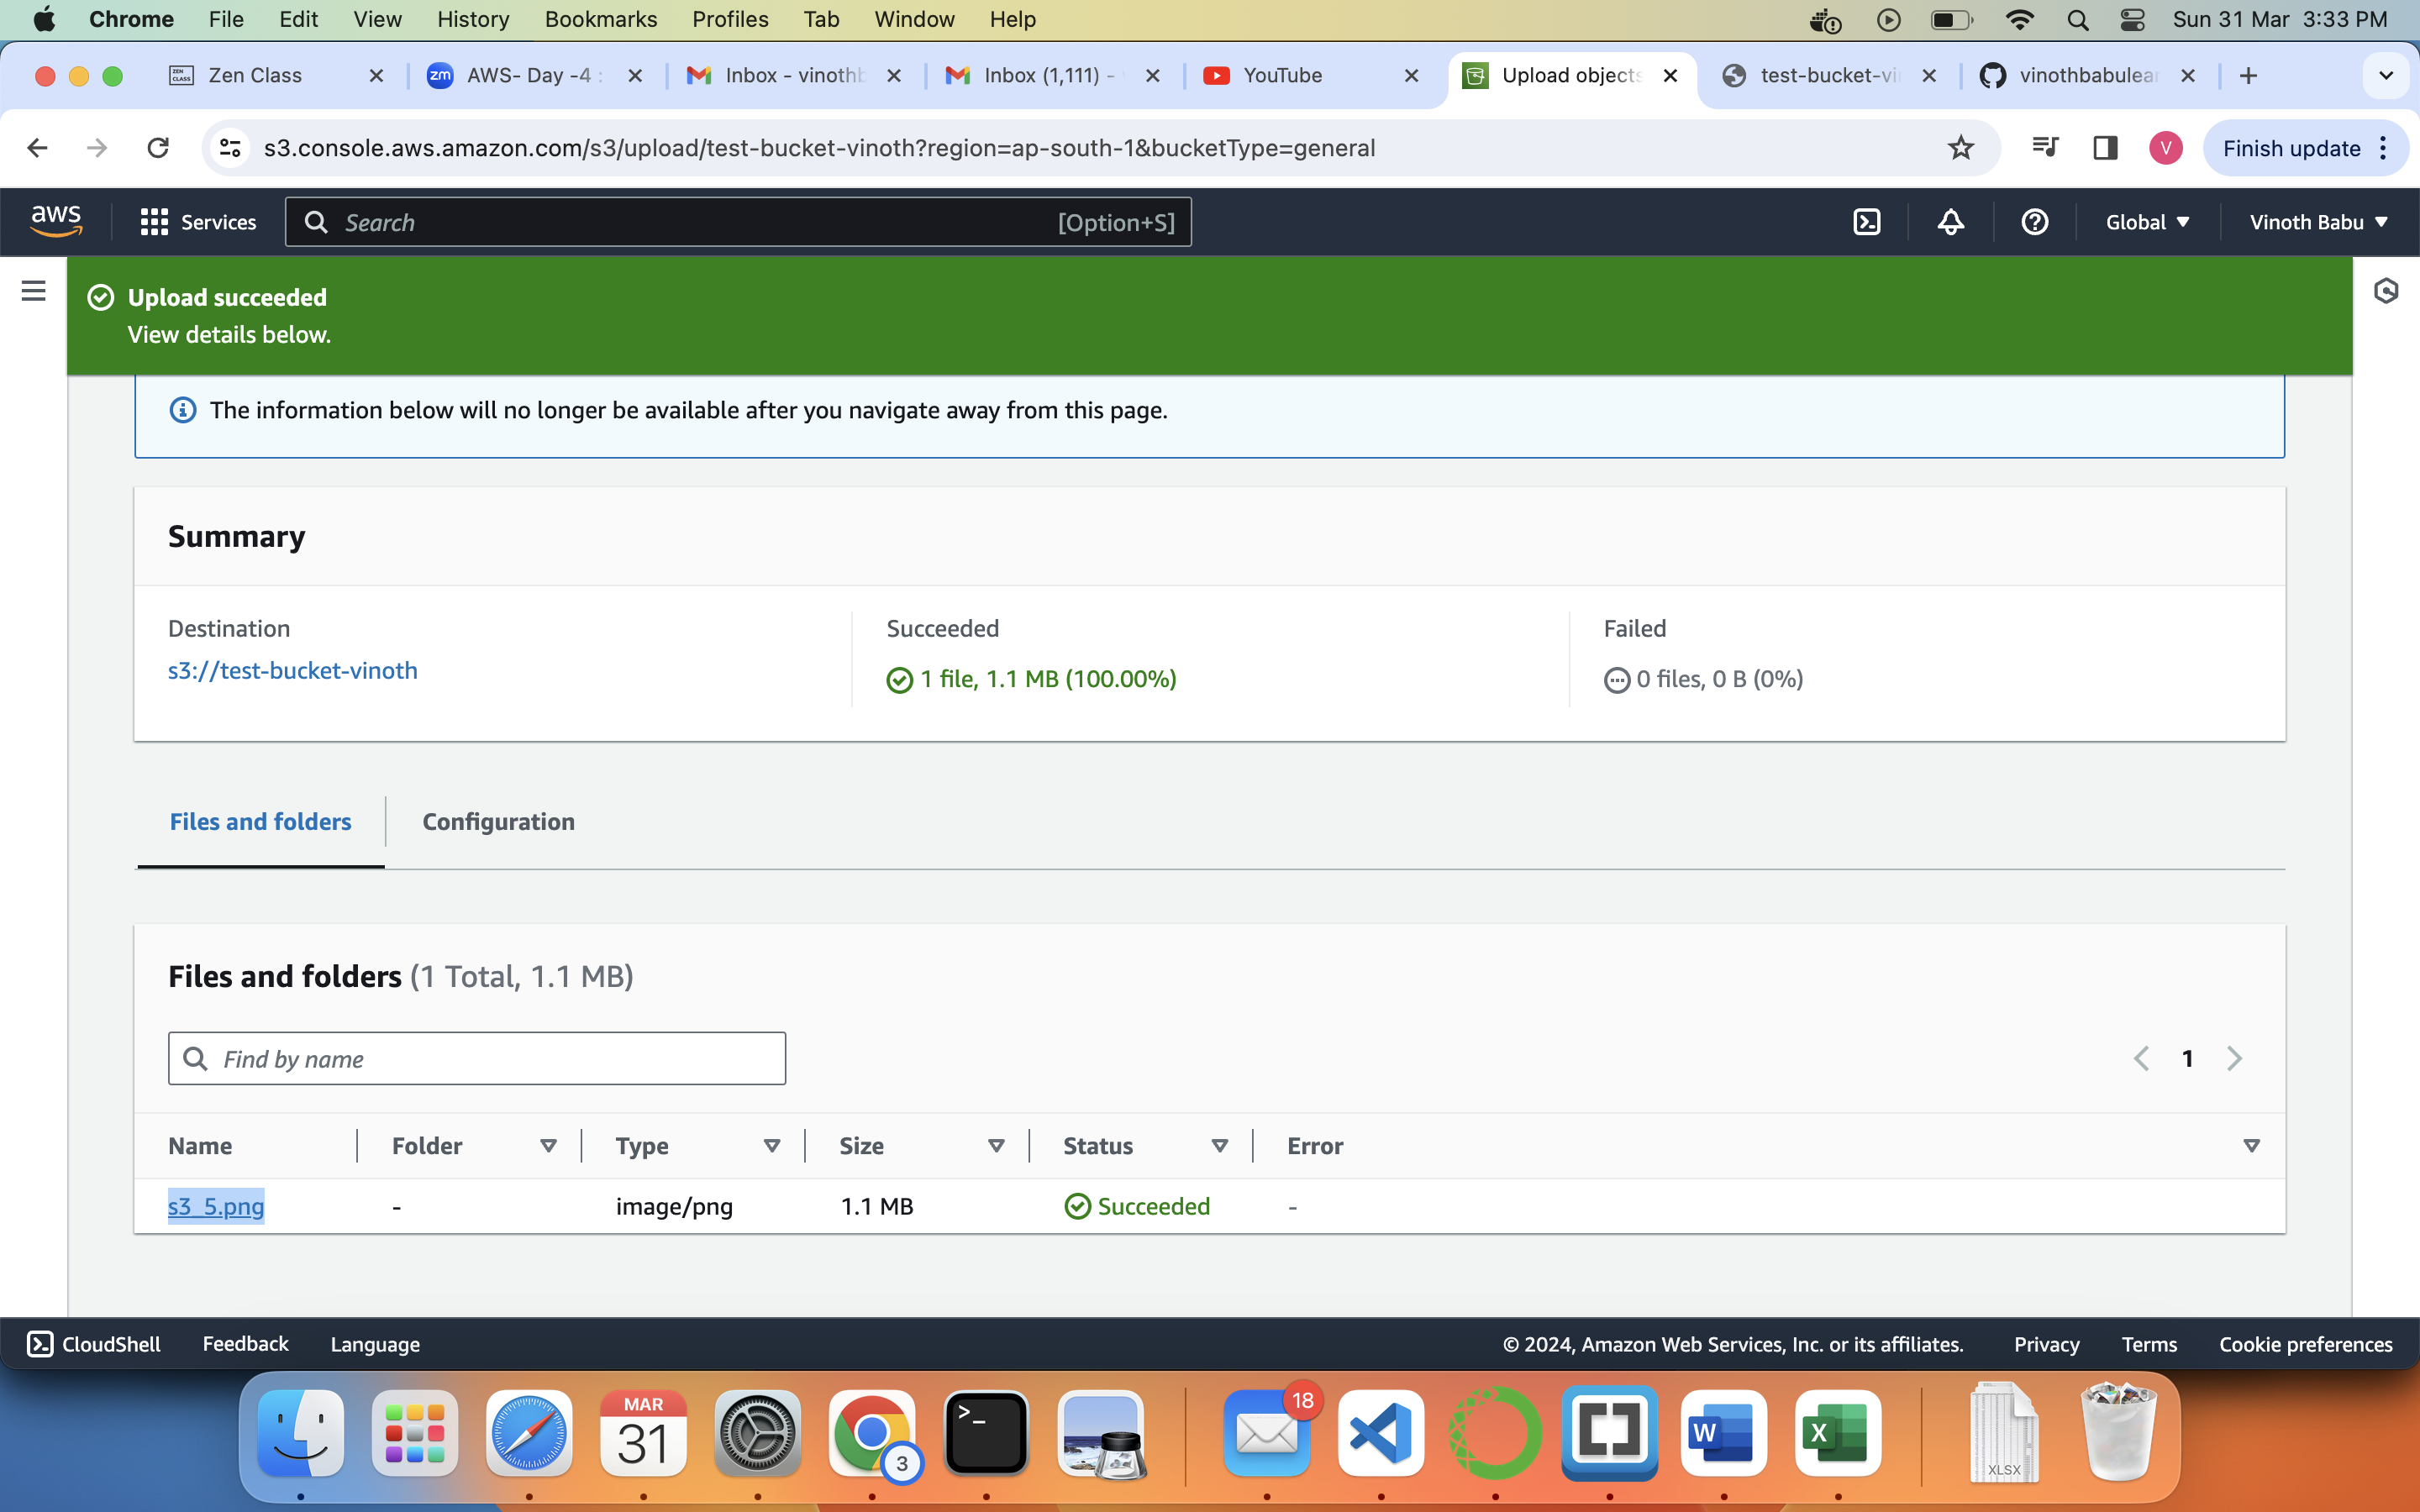 Chrome File Edit View History Bookmarks Profiles Tab Window Help Sun 31 Mar 3:33 PM
Zen Class AWS- Day -4 : Inbox - vinothb Inbox (1,111) - YouTube Upload objects test-bucket-vi vinothbabulear
s3.console.aws.amazon.com/s3/upload/test-bucket-vinoth?region=ap-south-1&bucketType=general V Finish update
aws Services Search [Option+S] Global Vinoth Babu
Upload succeeded
View details below.
The information below will no longer be available after you navigate away from this page.
Summary
Destination Succeeded Failed
s3://test-bucket-vinoth 1 file, 1.1 MB (100.00%) 0 files, 0 B (0%)
Files and folders Configuration
Files and folders (1 Total, 1.1 MB)
Find by name 1
Name Folder Type Size Status Error
s3_5.png - image/png 1.1 MB Succeeded -
CloudShell Feedback Language © 2024, Amazon Web Services, Inc. or its affiliates. Privacy Terms Cookie preferences
MAR 18
31 3 >_ W X XLSX